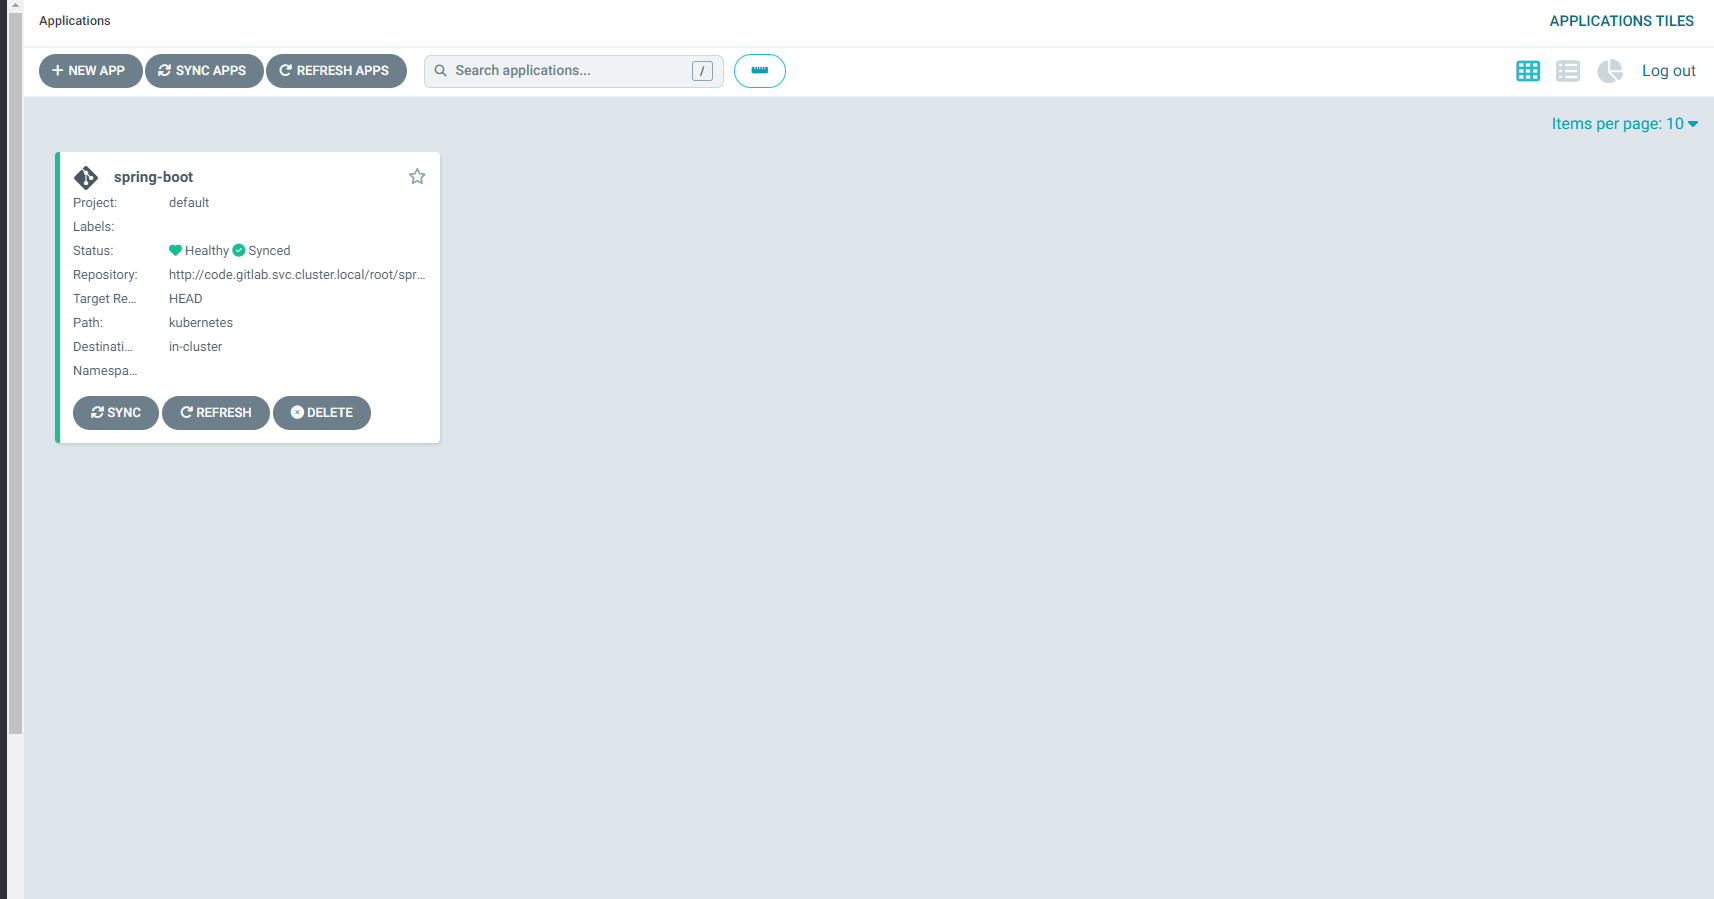 Applications
APPLICATIONS TILES
NEW APP
SYNC APPS
REFRESH APPS
Search applications...
/
Log out
Items per page: 10
spring-boot
Project: default
Labels:
Status: Healthy Synced
Repository: http://code.gitlab.svc.cluster.local/root/spr...
Target Re... HEAD
Path: kubernetes
Destinati... in-cluster
Namespa...
SYNC
REFRESH
DELETE